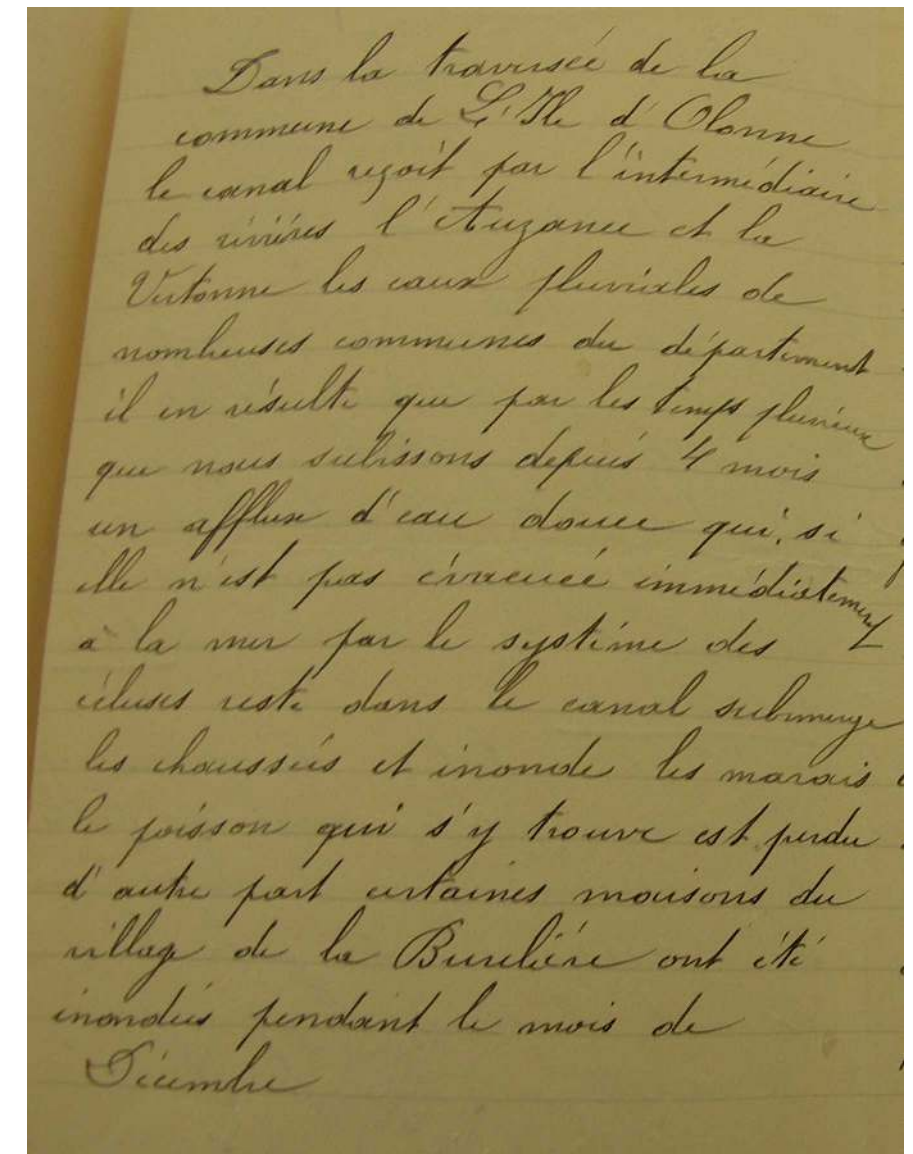 Dans la traversée de la
commune de L'Ile d'Olonne
le canal reçoit par l'intermédiaire
des rivières l'Auzance et la
Vertonne les eaux pluviales de
nombeuses communes du département
il en résulte que par les temps pluvieux
que nous subissons depuis 4 mois
un afflux d'eau douce qui, si
elle n'est pas évacuée immédiatement
à la mer par le système des
écluses reste dans le canal submerge
les chaussées et inonde les marais
le poisson qui s'y trouve est perdu
d'autre part certaines maisons du
village de la Burelière ont été
inondées pendant le mois de
Décembre